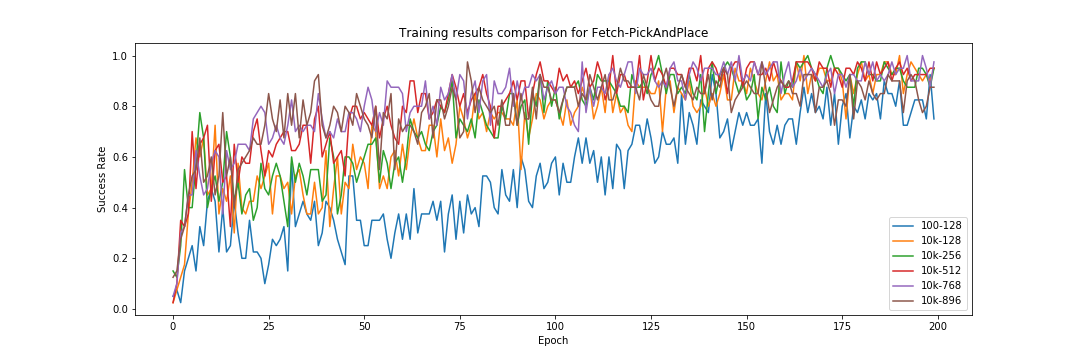 Training results comparison for Fetch-PickAndPlace
Success Rate
1.0
0.8
0.6
0.4
0.2
0.0
0
25
50
75
100
125
150
175
200
Epoch
100-128
10k-128
10k-256
10k-512
10k-768
10k-896